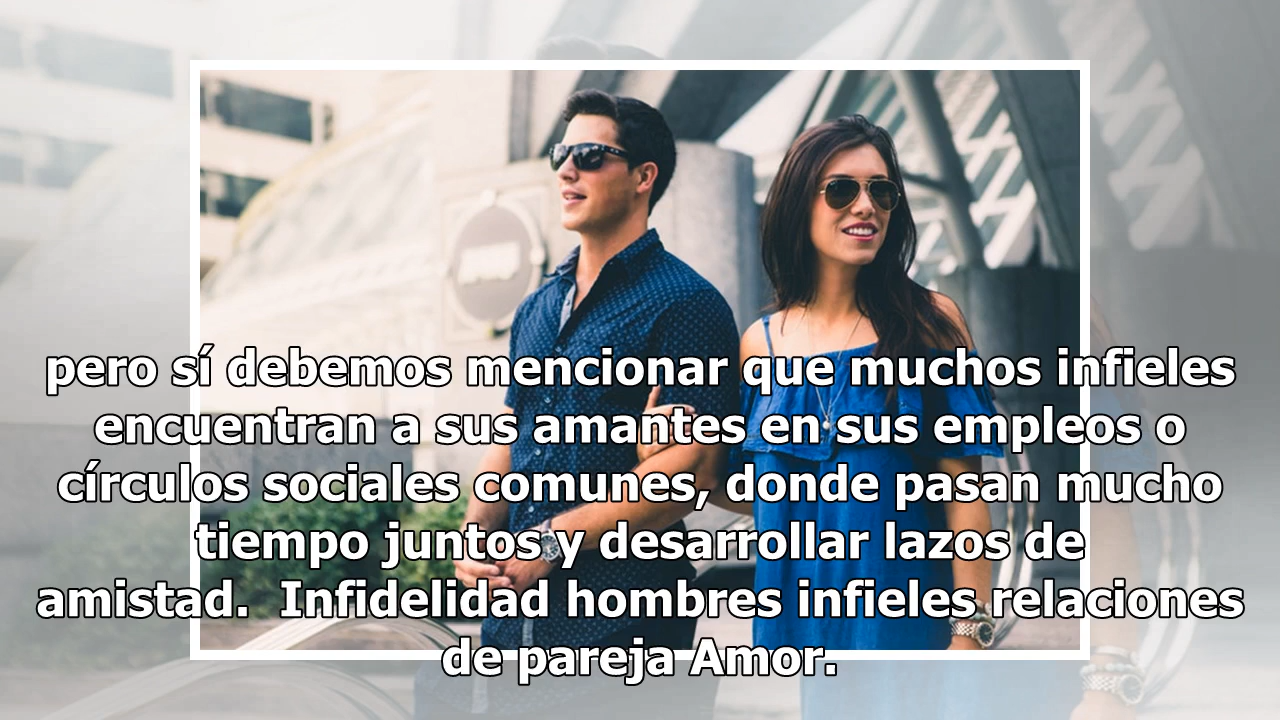 pero sí debemos mencionar que muchos infieles
encuentran a sus amantes en sus empleos o
círculos sociales comunes, donde pasan mucho
tiempo juntos y desarrollar lazos de
amistad.  Infidelidad hombres infieles relaciones
de pareja Amor.